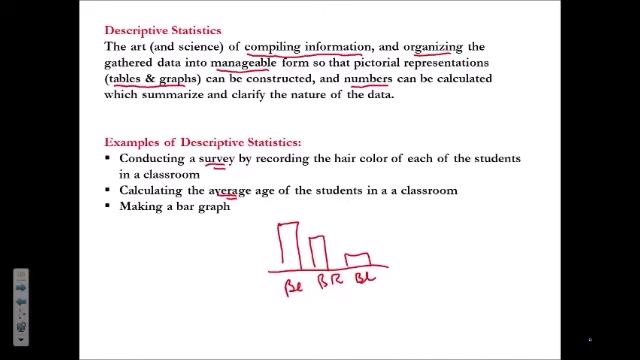 Descriptive Statistics
The art (and science) of compiling information, and organizing the
gathered data into manageable form so that pictorial representations
(tables & graphs) can be constructed, and numbers can be calculated
which summarize and clarify the nature of the data.
Examples of Descriptive Statistics:
▪ Conducting a survey by recording the hair color of each of the students
in a classroom
▪ Calculating the average age of the students in a a classroom
▪ Making a bar graph
BL BR BL